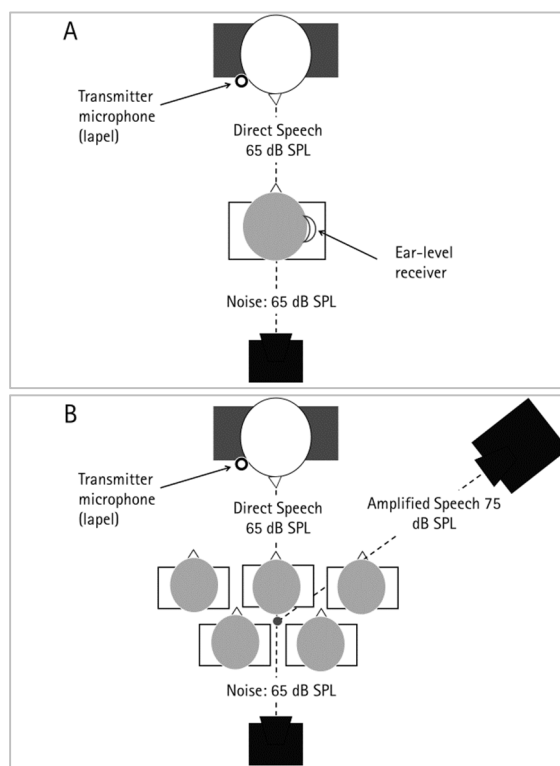 A
Transmitter
microphone
(lapel)
Direct Speech
65 dB SPL
Ear-level
receiver
Noise: 65 dB SPL
B
Transmitter
microphone
(lapel)
Direct Speech
65 dB SPL
Amplified Speech 75
dB SPL
Noise: 65 dB SPL